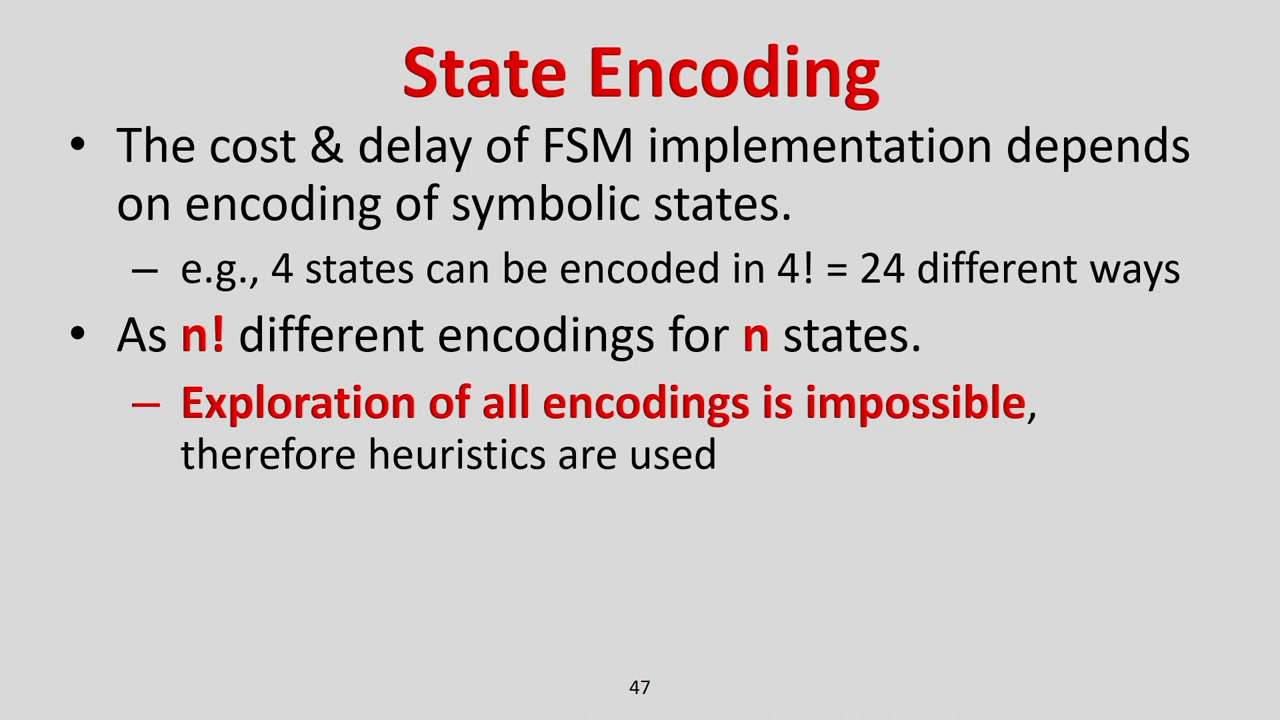 State Encoding
• The cost & delay of FSM implementation depends
on encoding of symbolic states.
– e.g., 4 states can be encoded in 4! = 24 different ways
• As n! different encodings for n states.
– Exploration of all encodings is impossible,
therefore heuristics are used
47